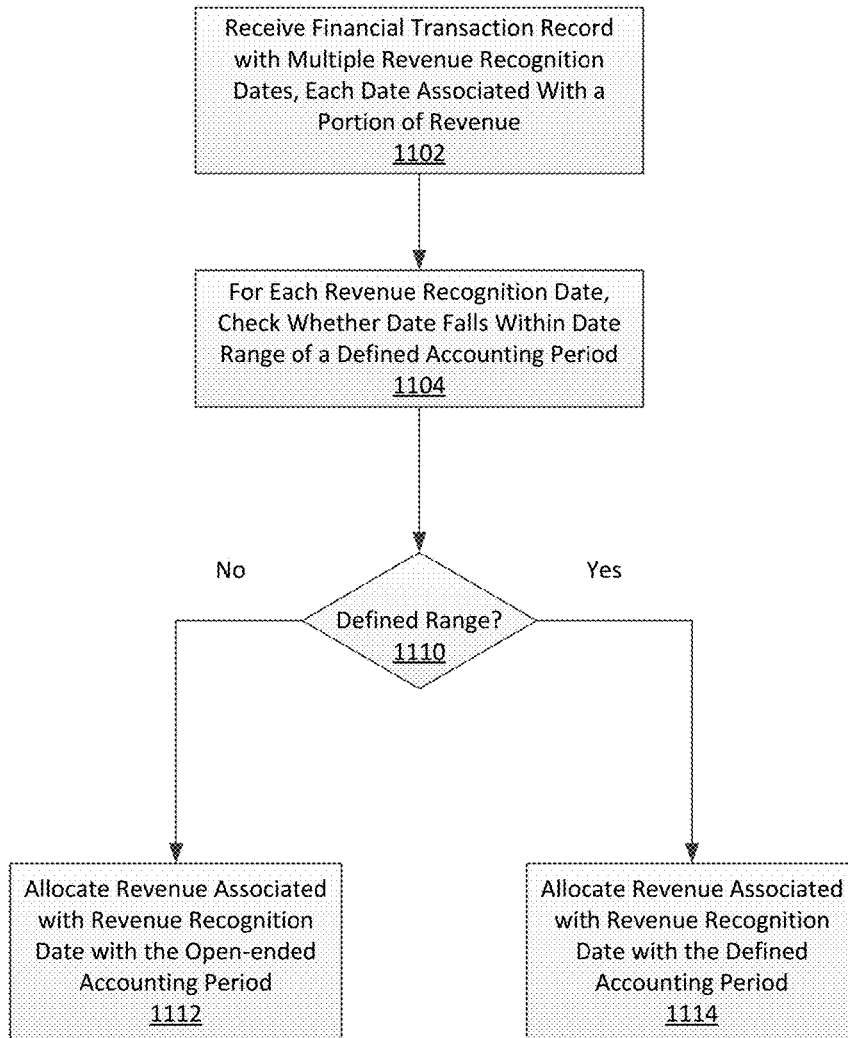 Receive Financial Transaction Record
with Multiple Revenue Recognition
Dates, Each Date Associated With a
Portion of Revenue
1102
For Each Revenue Recognition Date,
Check Whether Date Falls Within Date
Range of a Defined Accounting Period
1104
No
Yes
Defined Range?
1110
Allocate Revenue Associated
with Revenue Recognition
Date with the Open-ended
Accounting Period
1112
Allocate Revenue Associated
with Revenue Recognition
Date with the Defined
Accounting Period
1114